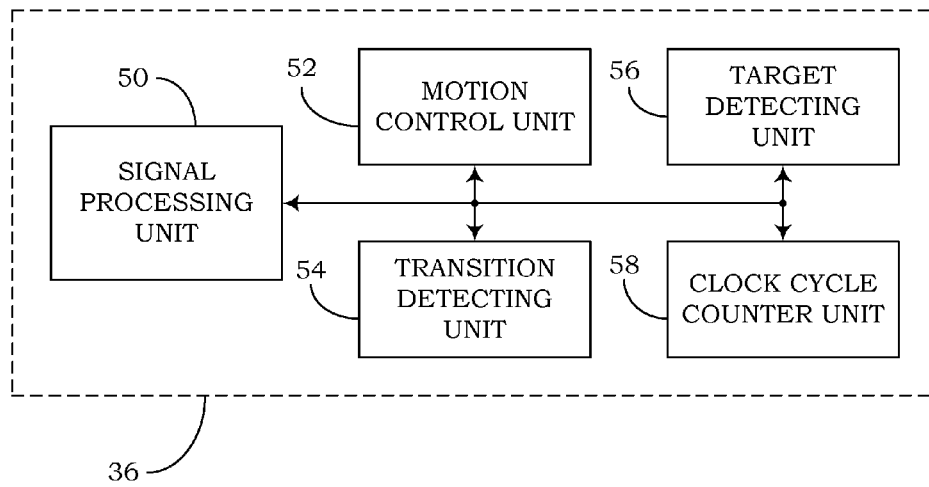 50
SIGNAL
PROCESSING
UNIT
52
MOTION
CONTROL UNIT
56
TARGET
DETECTING
UNIT
54
TRANSITION
DETECTING
UNIT
58
CLOCK CYCLE
COUNTER UNIT
36